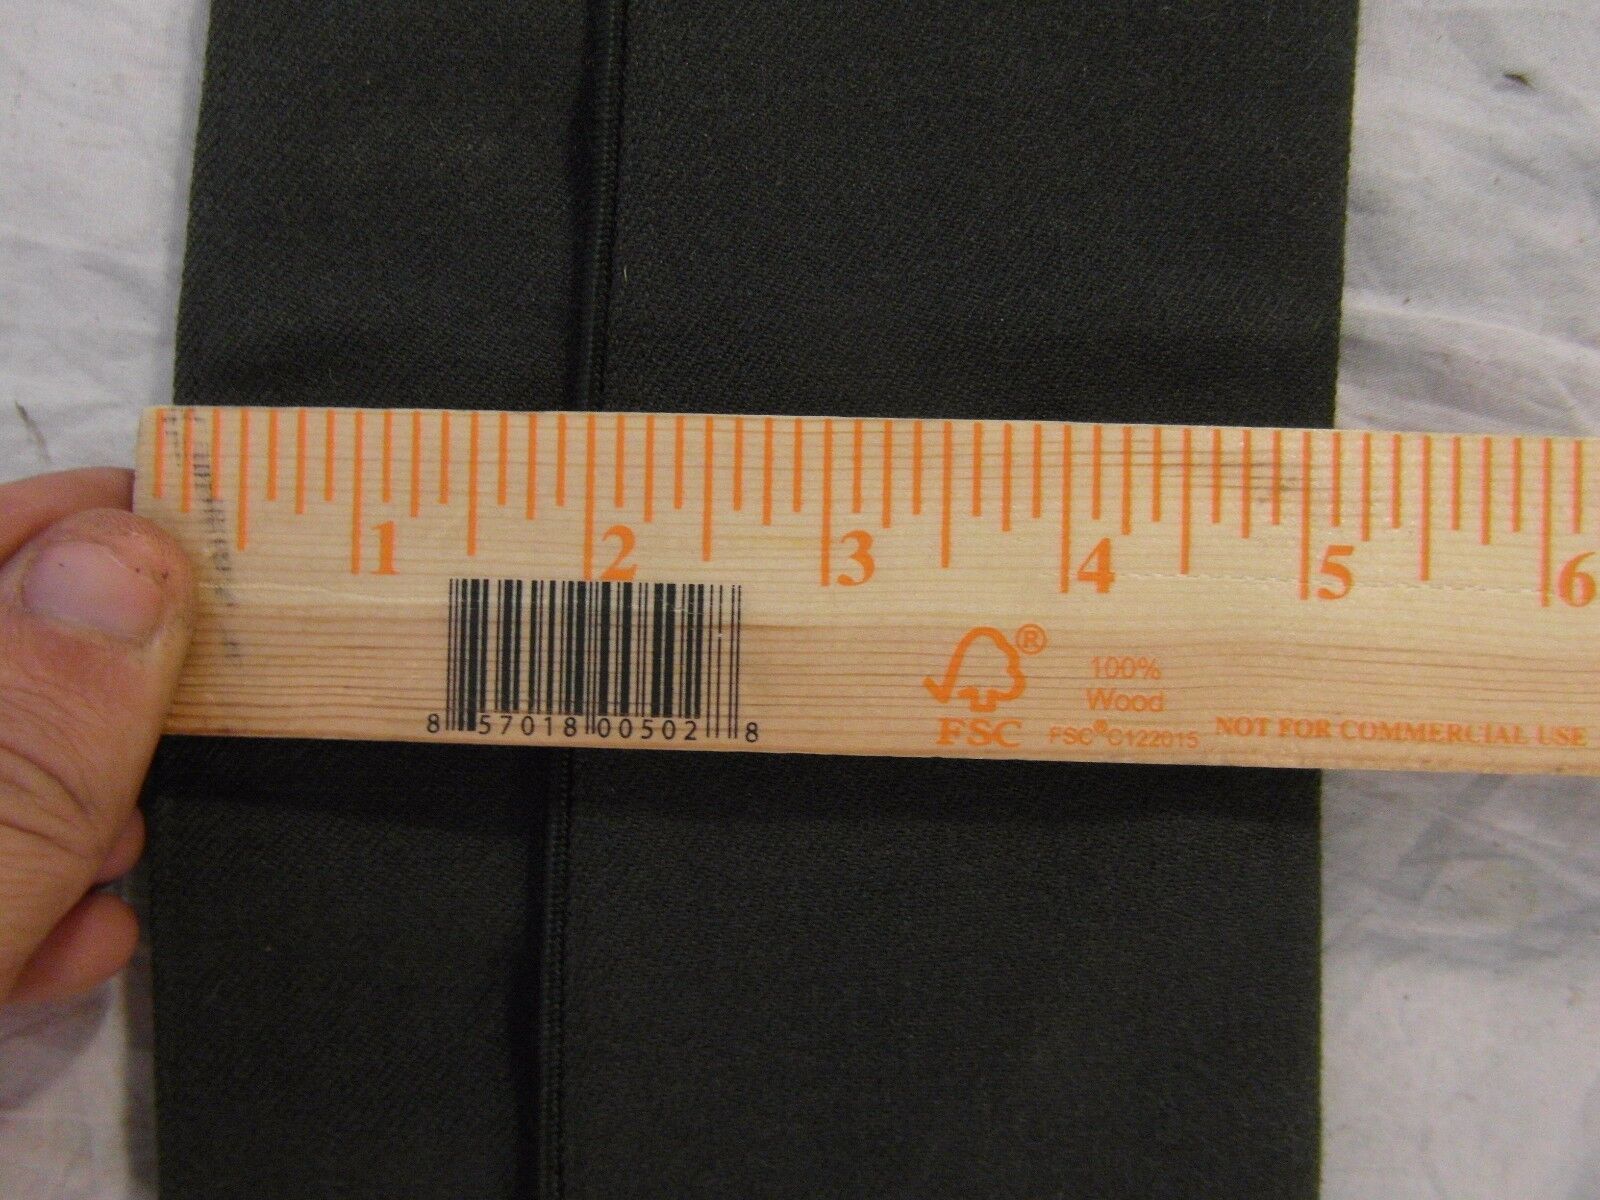 1 2 3 4 5 6
8 57018 00502 8
®
FSC
100%
Wood
FSC® C122015
NOT FOR COMMERCIAL USE